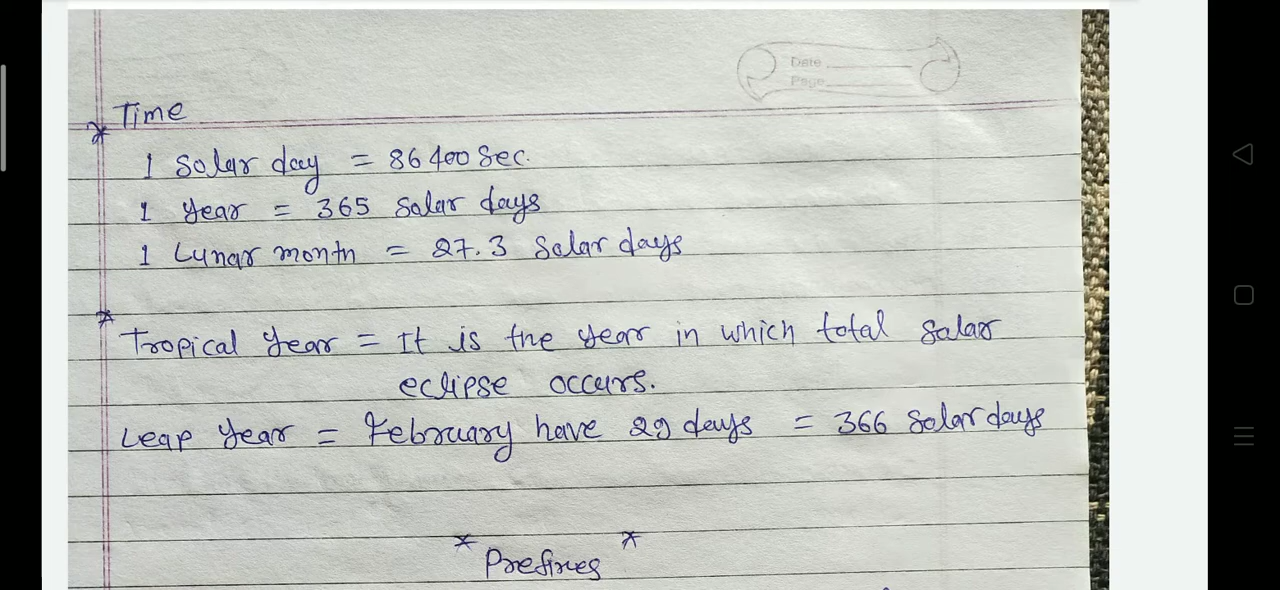 Date
Page
Time
1 Solar day = 86400 Sec.
1 Year = 365 Solar days
1 Lunar month = 27.3 Solar days
Tropical Year = It is the year in which total Solar
eclipse occurs.
Leap Year = February have 29 days = 366 Solar days
* Prefixes *